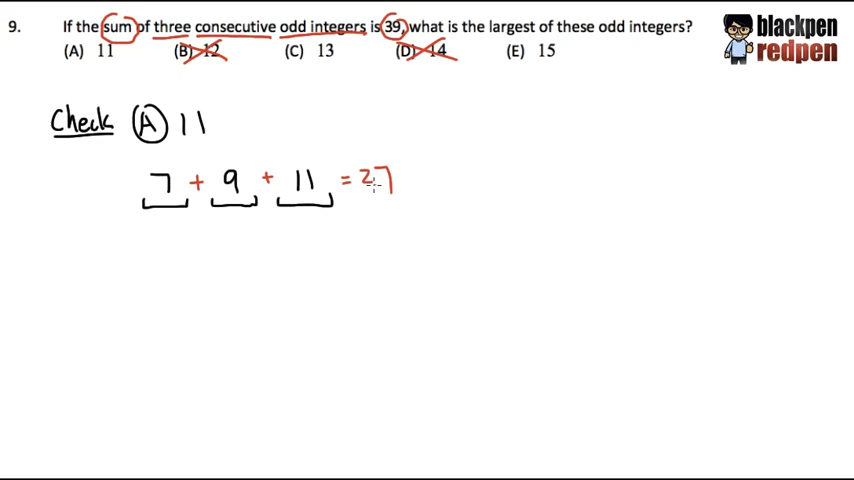 9. If the sum of three consecutive odd integers is 39, what is the largest of these odd integers?
(A) 11 (B) 12 (C) 13 (D) 14 (E) 15
blackpen
redpen
Check (A) 11
7 + 9 + 11 = 27